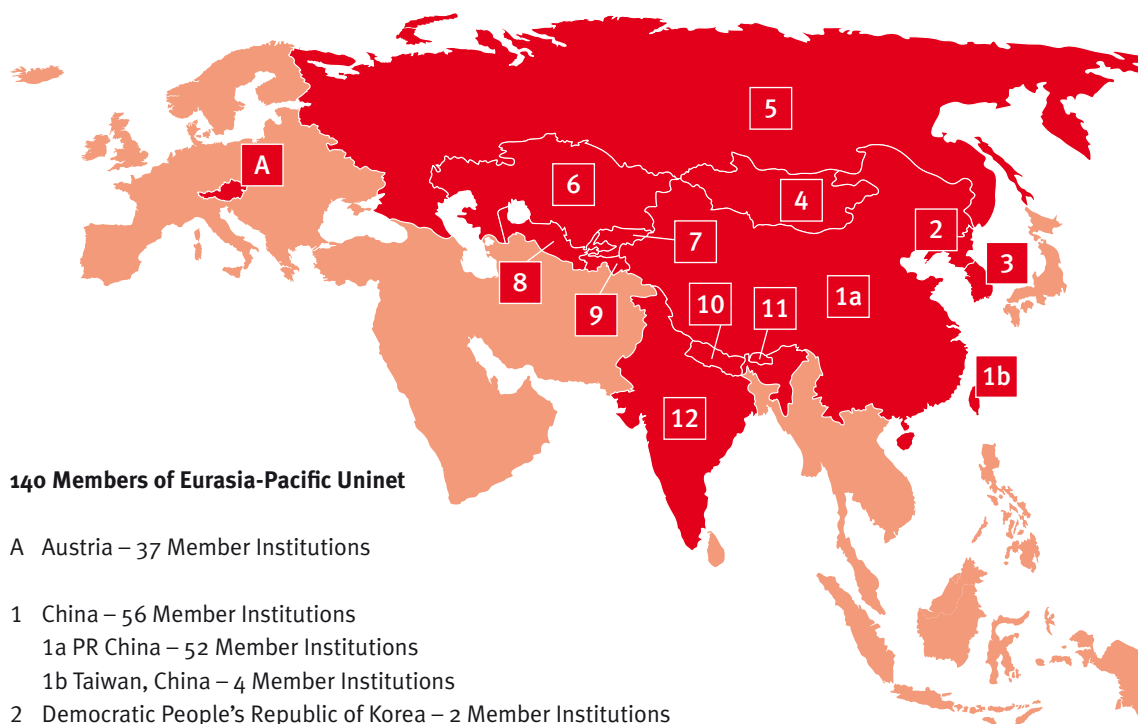 5
A
6
4
2
7
3
8
1a
10
11
9
1b
12
140 Members of Eurasia-Pacific Uninet
A Austria – 37 Member Institutions
1 China – 56 Member Institutions
1a PR China – 52 Member Institutions
1b Taiwan, China – 4 Member Institutions
2 Democratic People's Republic of Korea – 2 Member Institutions